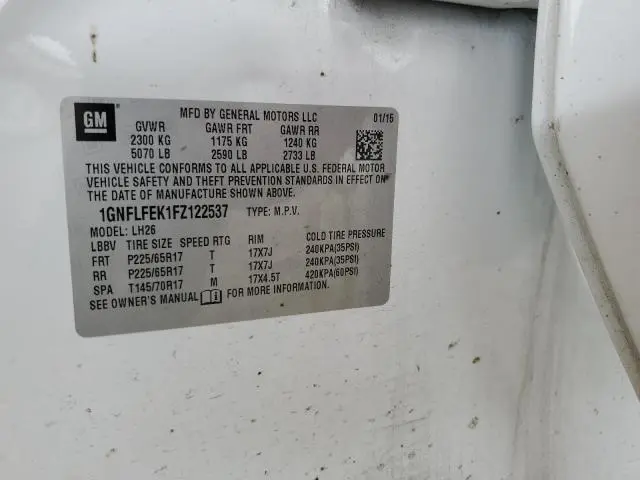 GM
MFD BY GENERAL MOTORS LLC 01/15
GVWR GAWR FRT GAWR RR
2300 KG 1175 KG 1240 KG
5070 LB 2590 LB 2733 LB
THIS VEHICLE CONFORMS TO ALL APPLICABLE U.S. FEDERAL MOTOR
VEHICLE SAFETY AND THEFT PREVENTION STANDARDS IN EFFECT ON
THE DATE OF MANUFACTURE SHOWN ABOVE.
1GNFLFEK1FZ122537 TYPE: M.P.V.
MODEL: LH26
LBBV TIRE SIZE SPEED RTG RIM COLD TIRE PRESSURE
FRT P225/65R17 T 17X7J 240KPA(35PSI)
RR P225/65R17 T 17X7J 240KPA(35PSI)
SPA T145/70R17 M 17X4.5T 420KPA(60PSI)
SEE OWNER'S MANUAL i FOR MORE INFORMATION.